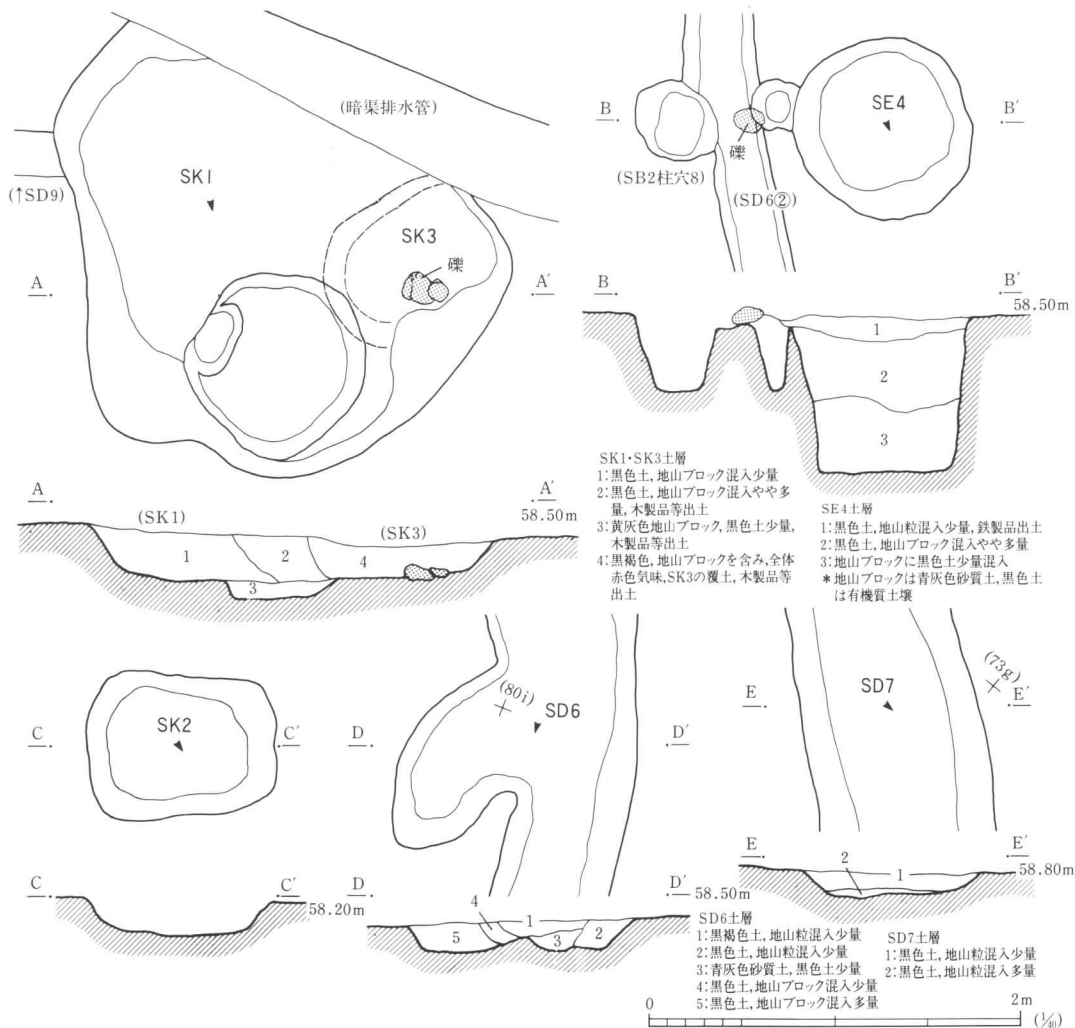 (暗渠排水管)
SK1
(↑SD9)
SK3
礫
A
A′
B
SE4
B′
礫
(SB2柱穴8)
(SD6②)
B
B′
58.50m
1
2
3
A
A′
58.50m
(SK1)
(SK3)
1
2
3
4
SK1・SK3土層
1:黒色土,地山ブロック混入少量
2:黒色土,地山ブロック混入やや多
量,木製品等出土
3:黄灰色地山ブロック,黒色土少量,
木製品等出土
4:黒褐色,地山ブロックを含み,全体
赤色気味,SK3の覆土,木製品等
出土
SE4土層
1:黒色土,地山粒混入少量,鉄製品出土
2:黒色土,地山ブロック混入やや多量
3:地山ブロックに黒色土少量混入
*地山ブロックは青灰色砂質土,黒色土
は有機質土壌
SK2
C
C′
(80i)
SD6
D
D′
SD7
(73g)
E
E′
C
C′
58.20m
D
D′
58.50m
4
1
5
3
2
E
E′
58.80m
2
1
SD6土層
1:黒褐色土,地山粒混入少量
2:黒色土,地山粒混入少量
3:青灰色砂質土,黒色土少量
4:黒色土,地山ブロック混入少量
5:黒色土,地山ブロック混入多量
SD7土層
1:黒色土,地山粒混入少量
2:黒色土,地山粒混入多量
0
2m
(1/40)